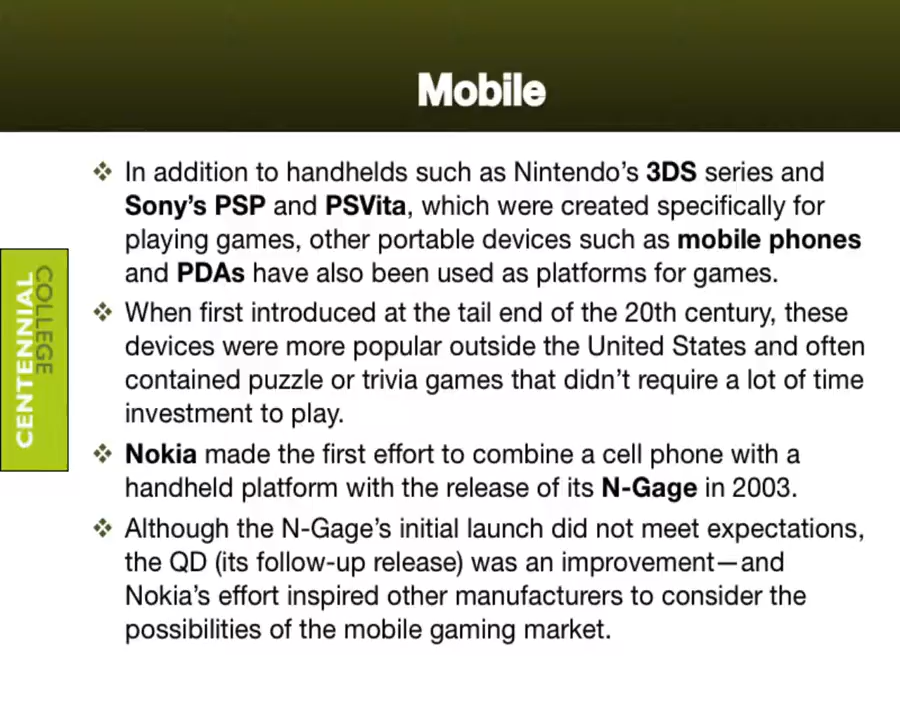 Mobile
In addition to handhelds such as Nintendo’s 3DS series and
Sony’s PSP and PSVita, which were created specifically for
playing games, other portable devices such as mobile phones
and PDAs have also been used as platforms for games.
When first introduced at the tail end of the 20th century, these
devices were more popular outside the United States and often
contained puzzle or trivia games that didn’t require a lot of time
investment to play.
Nokia made the first effort to combine a cell phone with a
handheld platform with the release of its N-Gage in 2003.
Although the N-Gage’s initial launch did not meet expectations,
the QD (its follow-up release) was an improvement—and
Nokia’s effort inspired other manufacturers to consider the
possibilities of the mobile gaming market.
CENTENNIAL
COLLEGE